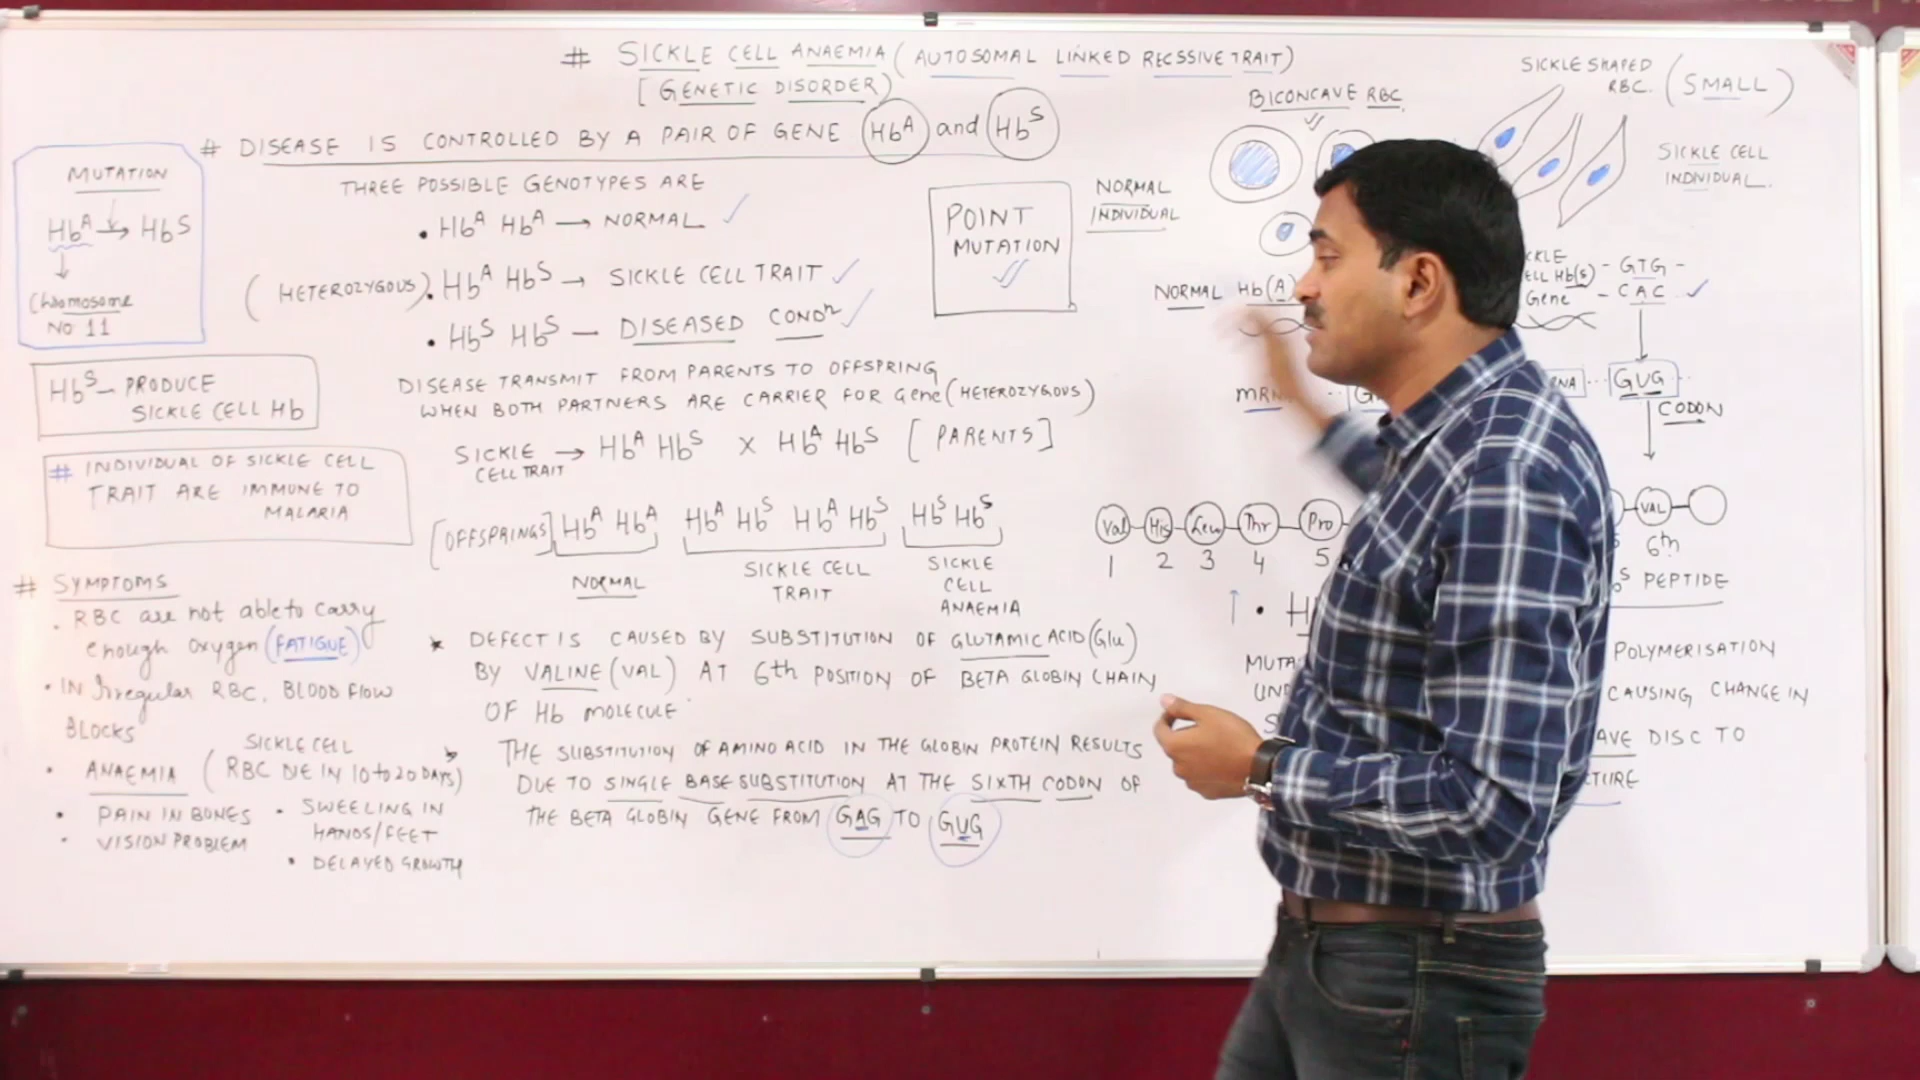 # SICKLE CELL ANAEMIA (AUTOSOMAL LINKED RECSSIVE TRAIT)
[GENETIC DISORDER)
# DISEASE IS CONTROLLED BY A PAIR OF GENE HbA and HbS
MUTATION
HbA → HbS
↓
Chromosome
No 11
THREE POSSIBLE GENOTYPES ARE
• HbA HbA → NORMAL ✓
(HETEROZYGOUS) • HbA HbS → SICKLE CELL TRAIT ✓
• HbS HbS — DISEASED CONDn ✓
POINT
MUTATION
HbS — PRODUCE
SICKLE CELL Hb
# INDIVIDUAL OF SICKLE CELL
TRAIT ARE IMMUNE TO
MALARIA
DISEASE TRANSMIT FROM PARENTS TO OFFSPRING
WHEN BOTH PARTNERS ARE CARRIER FOR Gene (HETEROZYGOUS)
SICKLE CELL TRAIT → HbA HbS X HbA HbS [PARENTS]
[OFFSPRINGS] HbA HbA HbA HbS HbA HbS HbS HbS
NORMAL
SICKLE CELL
TRAIT
SICKLE
CELL
ANAEMIA
# SYMPTOMS
• RBC are not able to carry
enough oxygen (FATIGUE)
• IN Irregular RBC, BLOOD FLOW
BLOCKS
• ANAEMIA (SICKLE CELL RBC DIE IN 10 to 20 DAYS)
• PAIN IN BONES
• VISION PROBLEM
• SWEELING IN
HANDS/FEET
• DELAYED GROWTH
* DEFECT IS CAUSED BY SUBSTITUTION OF GLUTAMIC ACID (Glu)
BY VALINE (VAL) AT 6th POSITION OF BETA GLOBIN CHAIN
OF Hb MOLECULE
THE SUBSTITUTION OF AMINO ACID IN THE GLOBIN PROTEIN RESULTS
DUE TO SINGLE BASE SUBSTITUTION AT THE SIXTH CODON OF
THE BETA GLOBIN GENE FROM GAG TO GUG
BICONCAVE RBC
NORMAL
INDIVIDUAL
SICKLE SHAPED
RBC. (SMALL)
SICKLE CELL
INDIVIDUAL.
NORMAL Hb(A)
Hb(S)
Gene
- GTG -
- CAC ✓
GUG
CODON
Val His Leu Thr Pro
1 2 3 4 5
VAL
6th
PEPTIDE
POLYMERISATION
CAUSING CHANGE IN
DISC TO